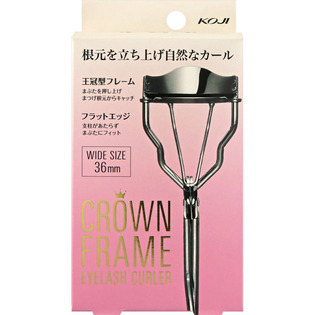 KOJI
根元を立ち上げ自然なカール
王冠型フレーム
まぶたを押し上げ
まつげ根元からキャッチ
フラットエッジ
支柱があたらず
まぶたにフィット
WIDE SIZE
36mm
CROWN
FRAME
EYELASH CURLER